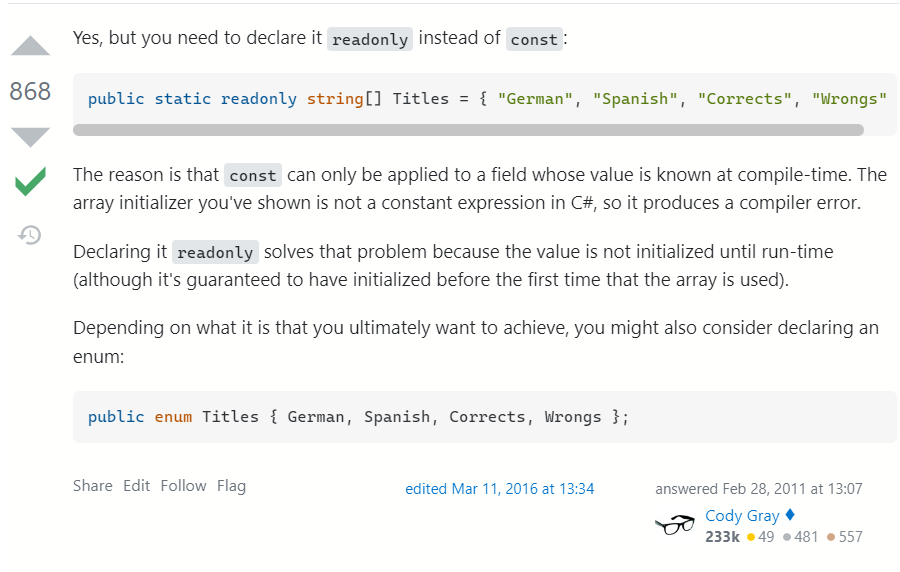 Yes, but you need to declare it readonly instead of const:
868
public static readonly string[] Titles = { "German", "Spanish", "Corrects", "Wrongs"
The reason is that const can only be applied to a field whose value is known at compile-time. The
array initializer you've shown is not a constant expression in C#, so it produces a compiler error.
Declaring it readonly solves that problem because the value is not initialized until run-time
(although it's guaranteed to have initialized before the first time that the array is used).
Depending on what it is that you ultimately want to achieve, you might also consider declaring an
enum:
public enum Titles { German, Spanish, Corrects, Wrongs };
Share Edit Follow Flag
edited Mar 11, 2016 at 13:34
answered Feb 28, 2011 at 13:07
Cody Gray ♦
233k ● 49 ● 481 ● 557